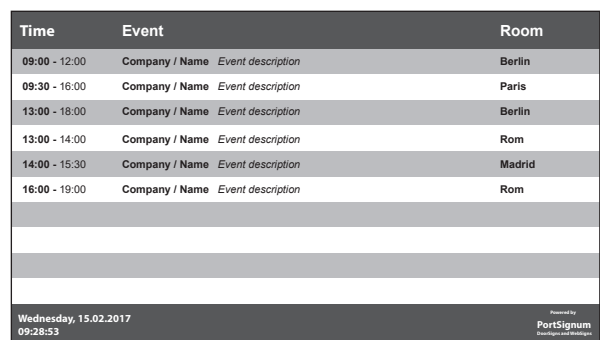 Time Event Room
09:00 - 12:00 Company / Name Event description Berlin
09:30 - 16:00 Company / Name Event description Paris
13:00 - 18:00 Company / Name Event description Berlin
13:00 - 14:00 Company / Name Event description Rom
14:00 - 15:30 Company / Name Event description Madrid
16:00 - 19:00 Company / Name Event description Rom
Wednesday, 15.02.2017
09:28:53
Powered by
PortSignum
DoorSigns and WebSigns